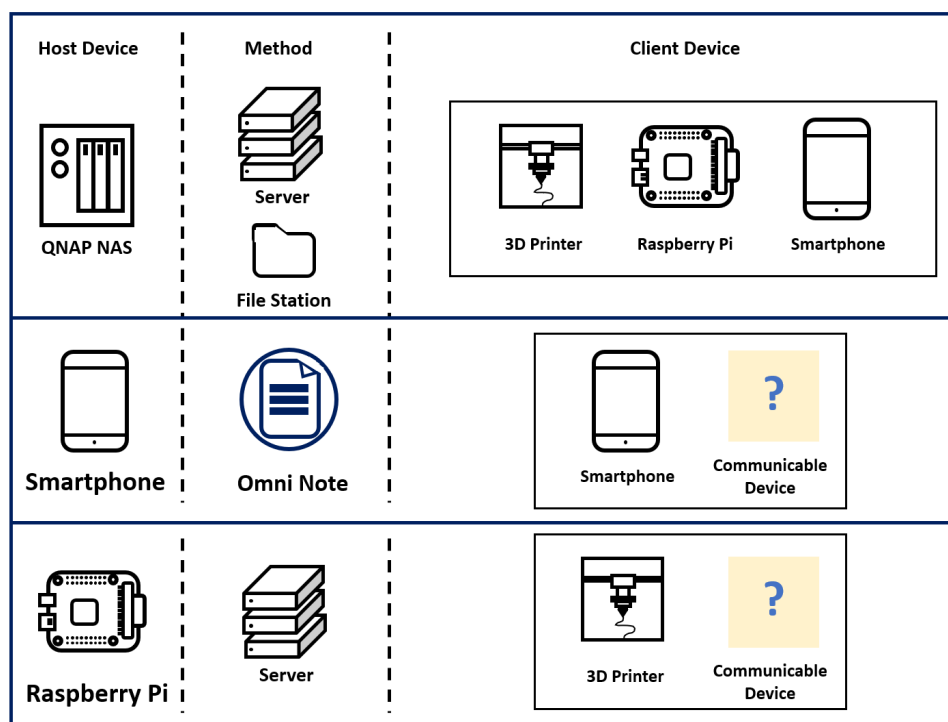 Host Device
Method
Client Device
Server
3D Printer
Raspberry Pi
Smartphone
QNAP NAS
File Station
Smartphone
Omni Note
Smartphone
?
Communicable
Device
Raspberry Pi
Server
3D Printer
?
Communicable
Device